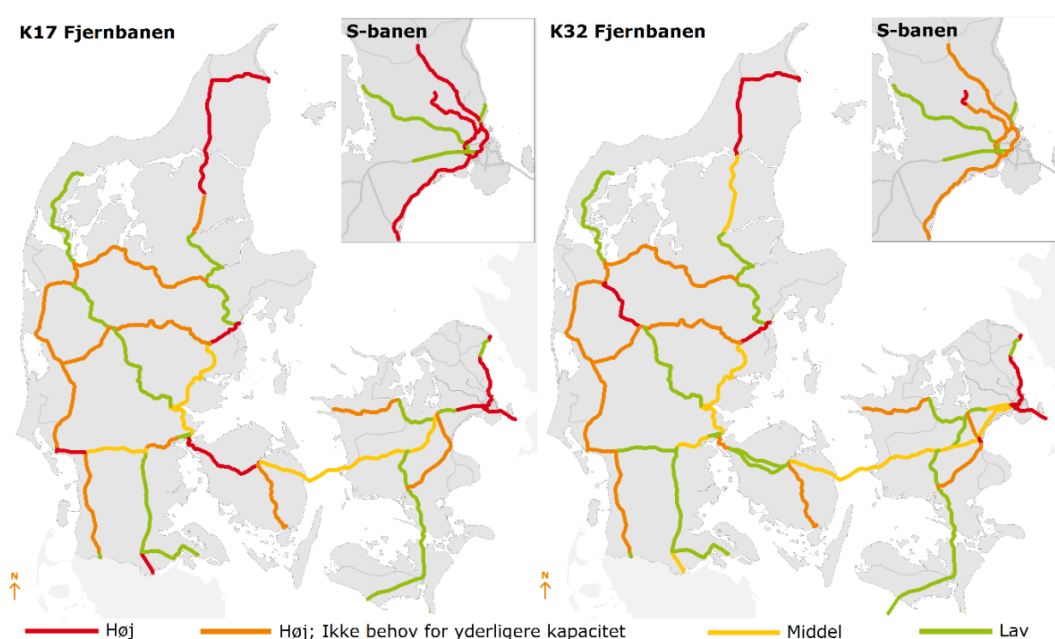 K17 Fjernbanen
S-banen
K32 Fjernbanen
S-banen
N
N
Høj
Høj; Ikke behov for yderligere kapacitet
Middel
Lav